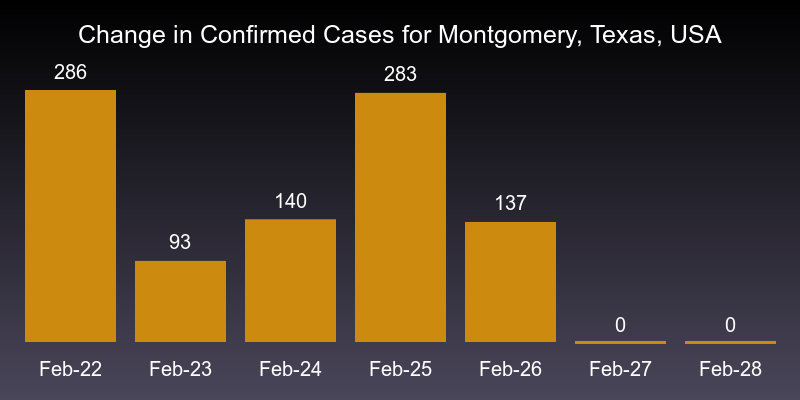 Change in Confirmed Cases for Montgomery, Texas, USA
286
93
140
283
137
0
0
Feb-22
Feb-23
Feb-24
Feb-25
Feb-26
Feb-27
Feb-28